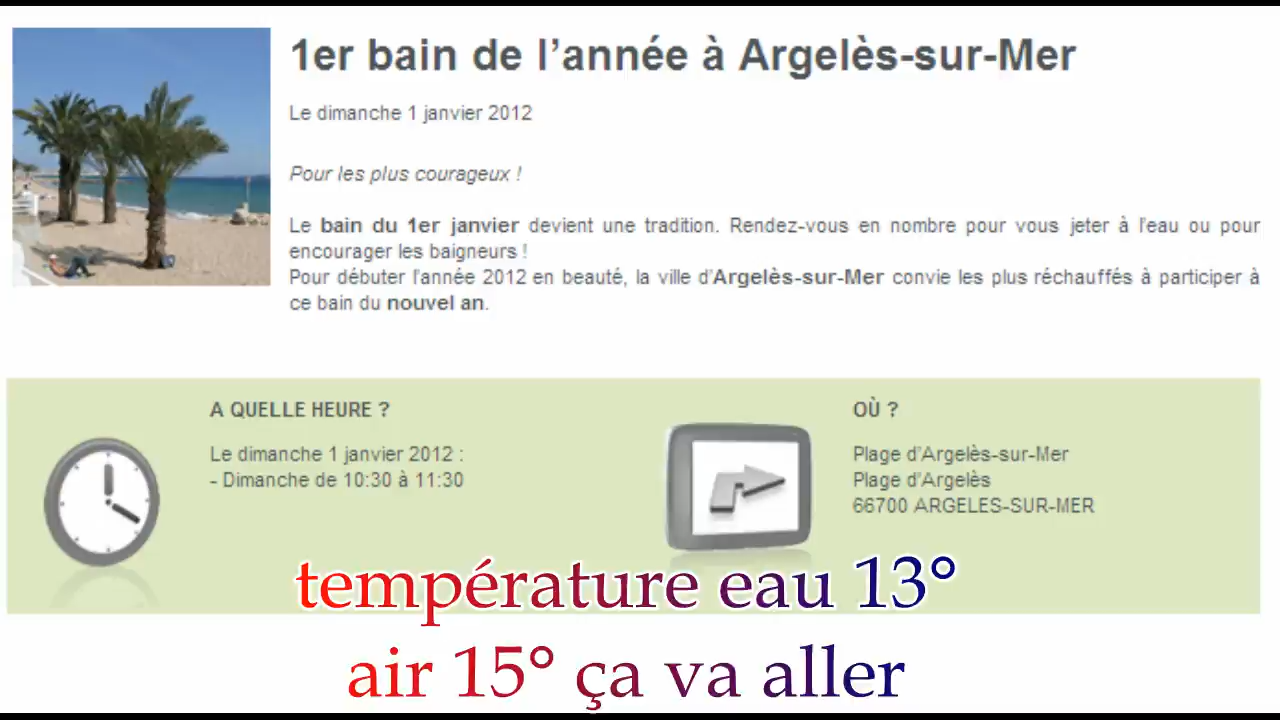 1er bain de l’année à Argelès-sur-Mer
Le dimanche 1 janvier 2012
Pour les plus courageux !
Le bain du 1er janvier devient une tradition. Rendez-vous en nombre pour vous jeter à l’eau ou pour
encourager les baigneurs !
Pour débuter l’année 2012 en beauté, la ville d’Argelès-sur-Mer convie les plus réchauffés à participer à
ce bain du nouvel an.
A QUELLE HEURE ?
Le dimanche 1 janvier 2012 :
- Dimanche de 10:30 à 11:30
OÙ ?
Plage d’Argelès-sur-Mer
Plage d’Argelès
66700 ARGELES-SUR-MER
température eau 13°
air 15° ça va aller